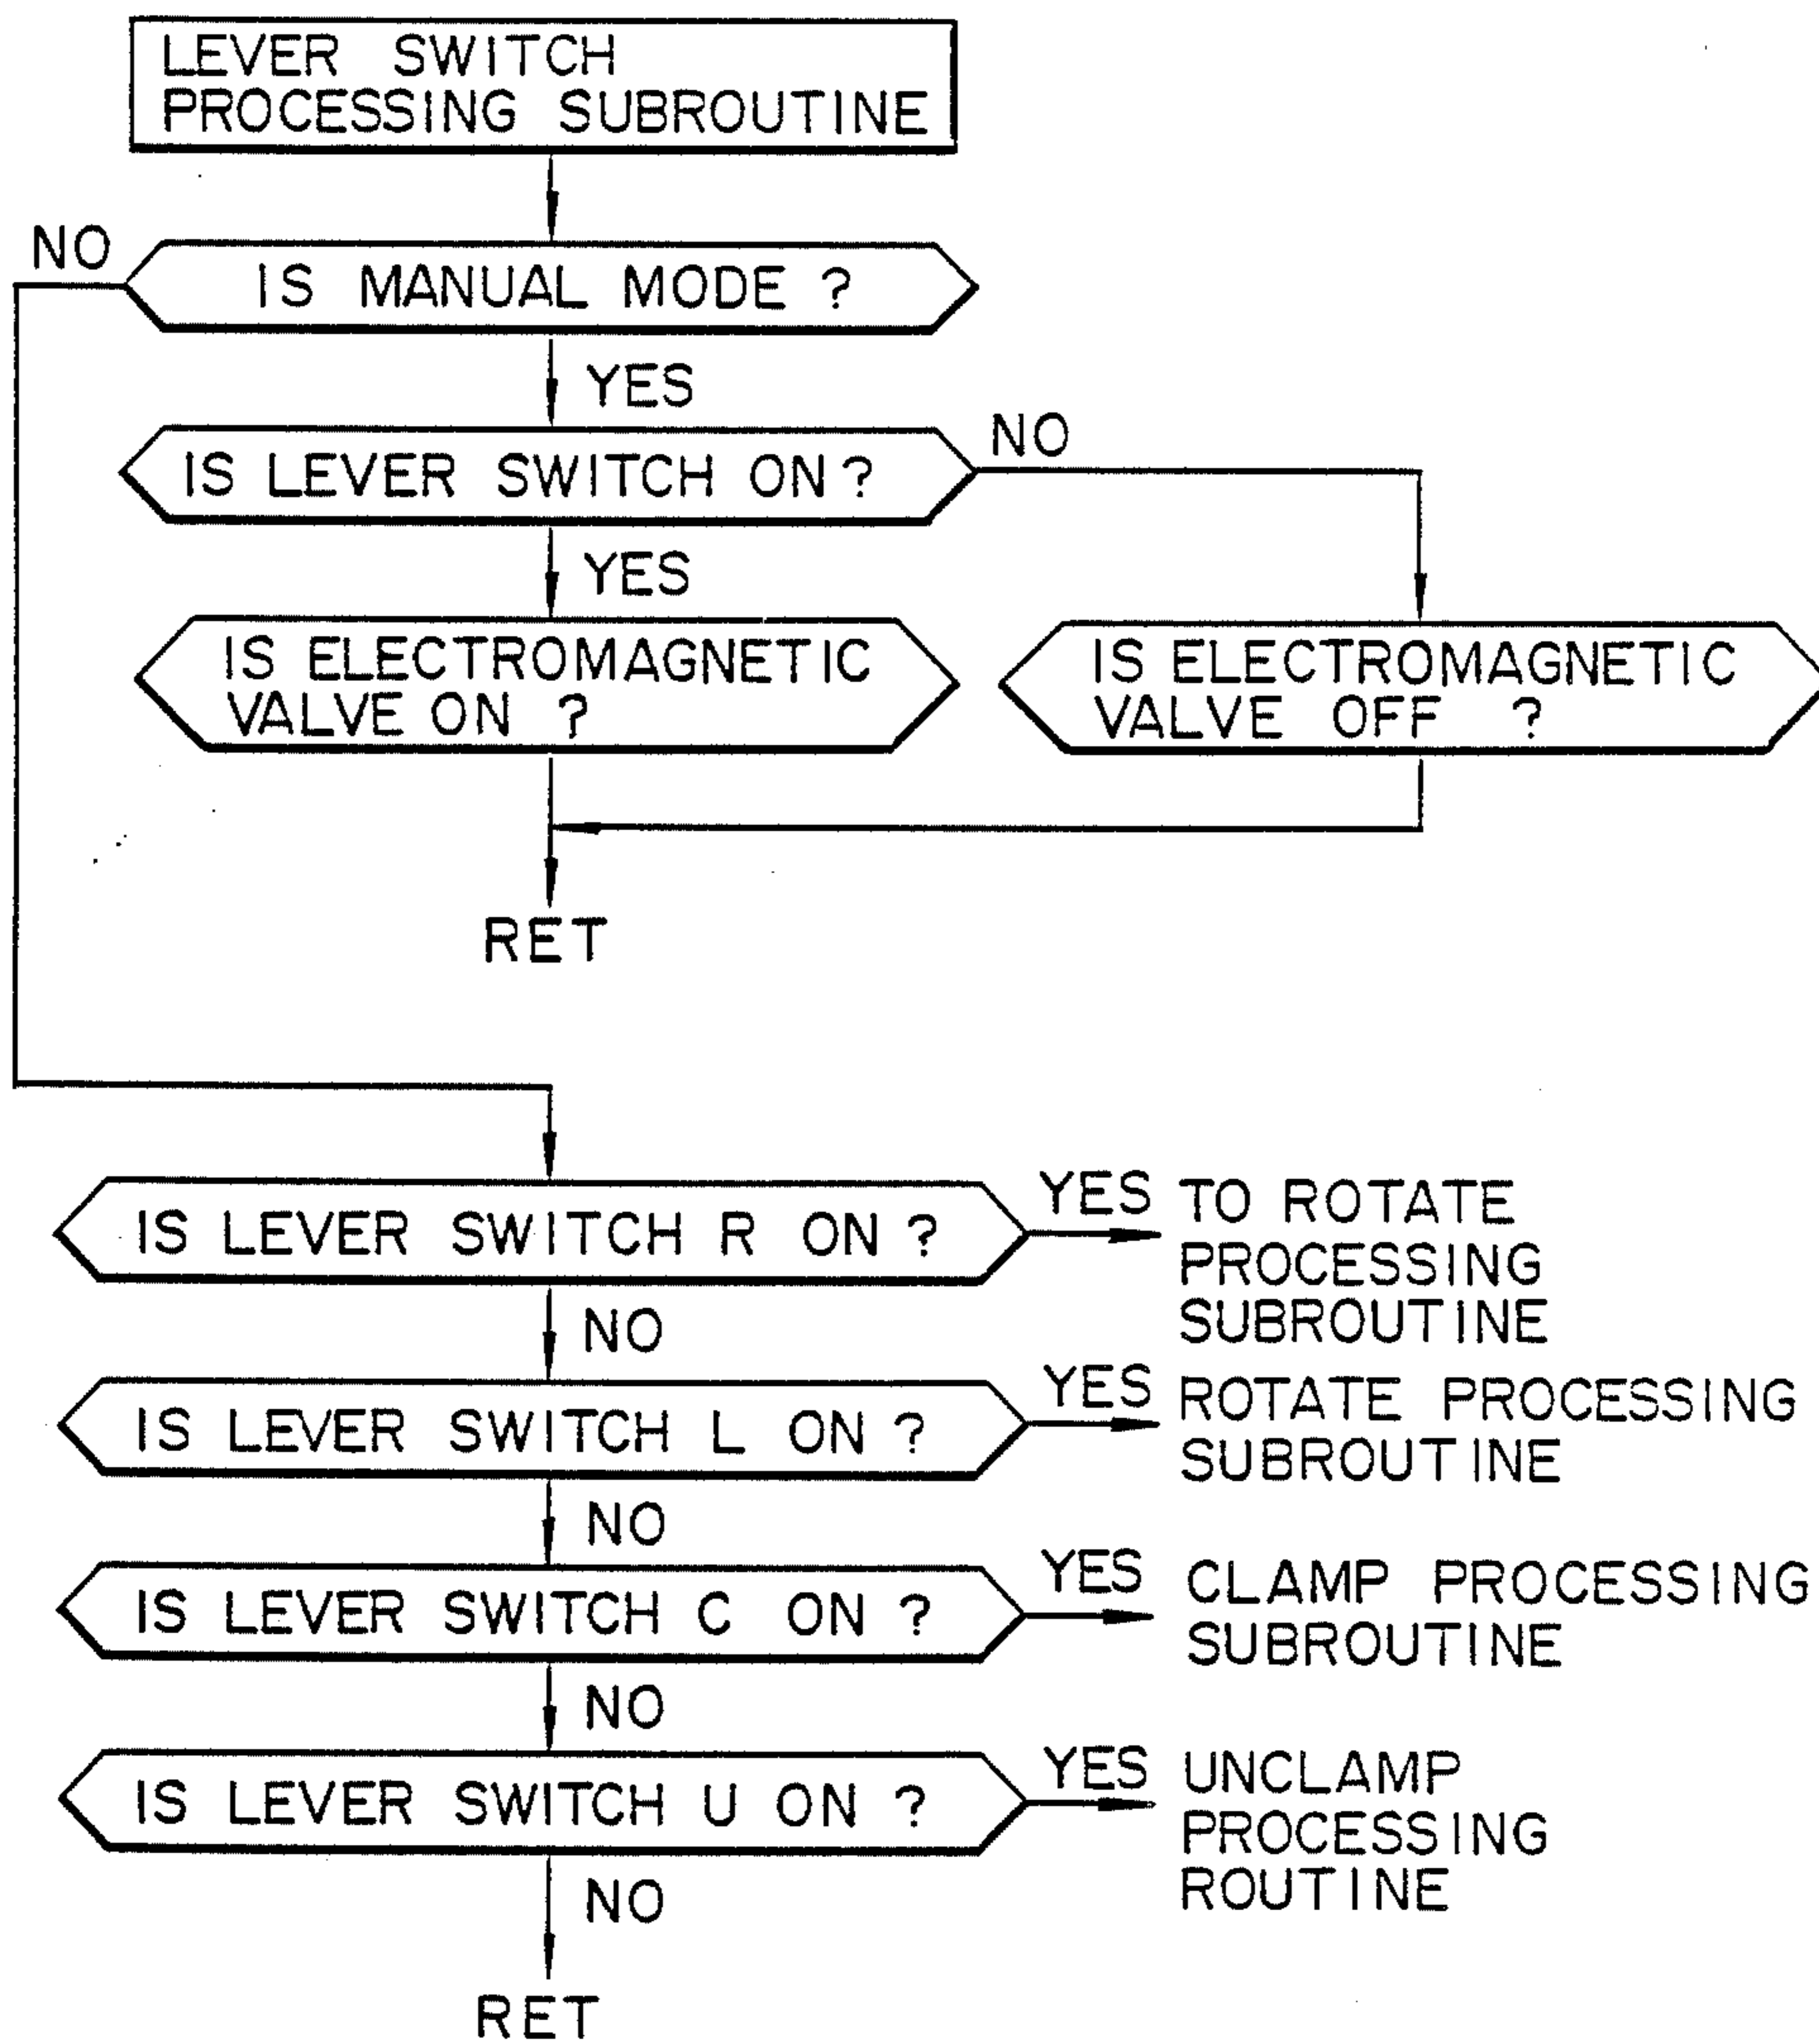 LEVER SWITCH
PROCESSING SUBROUTINE
NO
IS MANUAL MODE ?
YES
IS LEVER SWITCH ON?
NO
YES
IS ELECTROMAGNETIC
VALVE ON ?
IS ELECTROMAGNETIC
VALVE OFF ?
RET
IS LEVER SWITCH R ON ?
YES
TO ROTATE
PROCESSING
SUBROUTINE
NO
IS LEVER SWITCH L ON ?
YES
ROTATE PROCESSING
SUBROUTINE
NO
IS LEVER SWITCH C ON ?
YES
CLAMP PROCESSING
SUBROUTINE
NO
IS LEVER SWITCH U ON ?
YES
UNCLAMP
PROCESSING
ROUTINE
NO
RET